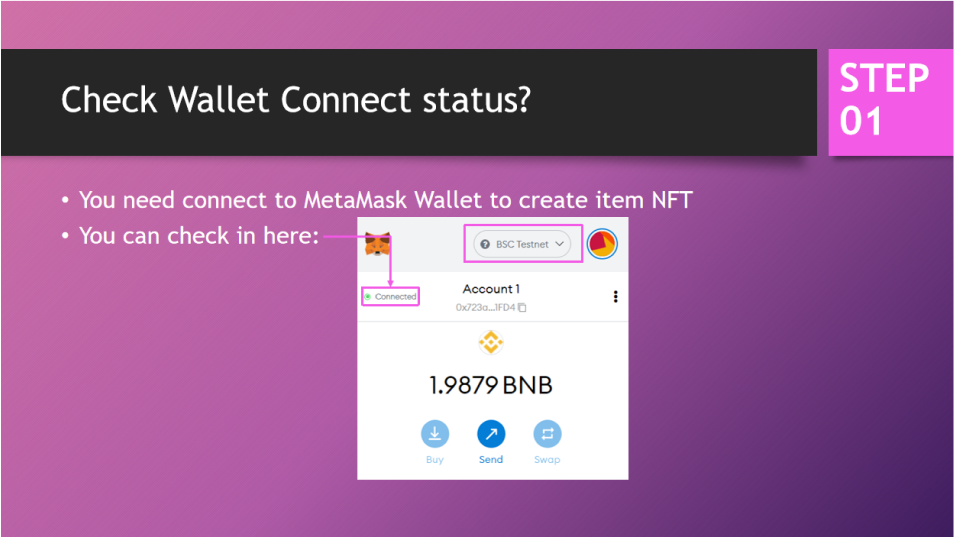 Check Wallet Connect status?
STEP
01
• You need connect to MetaMask Wallet to create item NFT
• You can check in here:
? BSC Testnet
Connected
Account 1
0x723a...1FD4
1.9879 BNB
Buy
Send
Swap